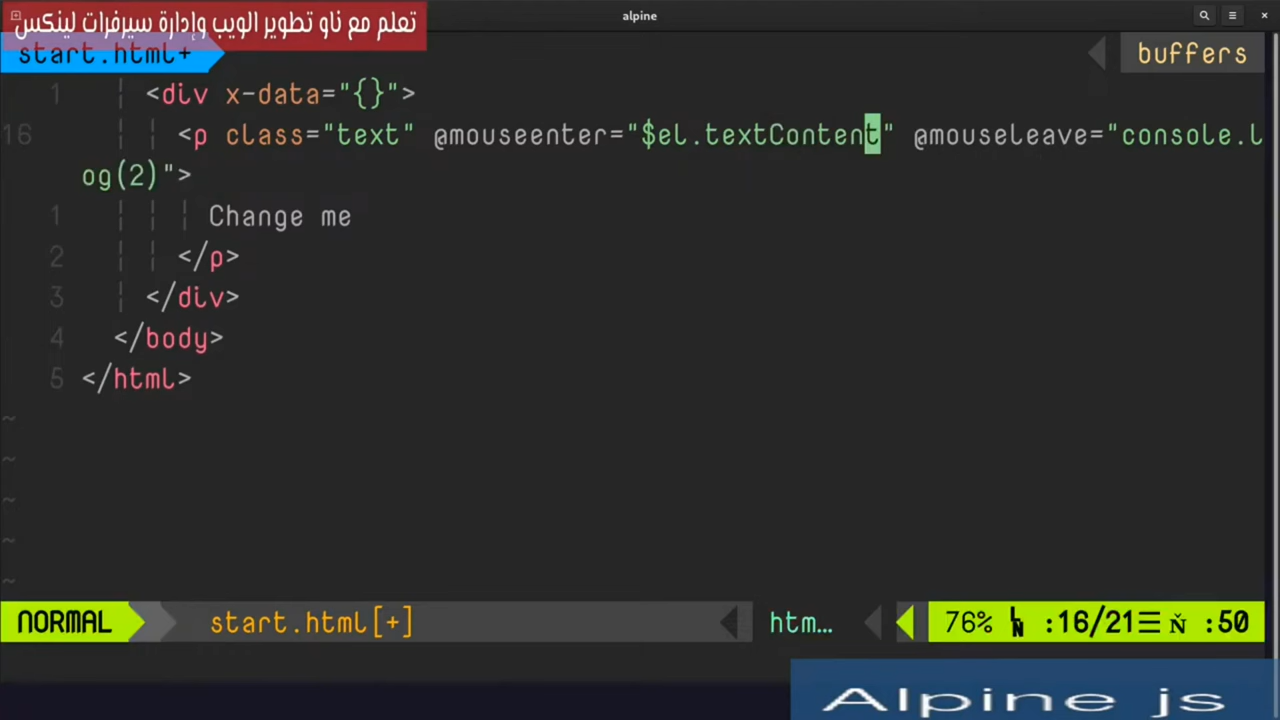 alpine
تعلم مع ناو تطوير الويب وإدارة سيرفرات لينكس
start.html+
buffers
1 <div x-data="{}">
16 <p class="text" @mouseenter="$el.textContent" @mouseleave="console.l
og(2)">
1 Change me
2 </p>
3 </div>
4 </body>
5 </html>
~
~
~
~
~
NORMAL start.html[+] htm… 76% ㏑ :16/21☰ Ň :50
Alpine js